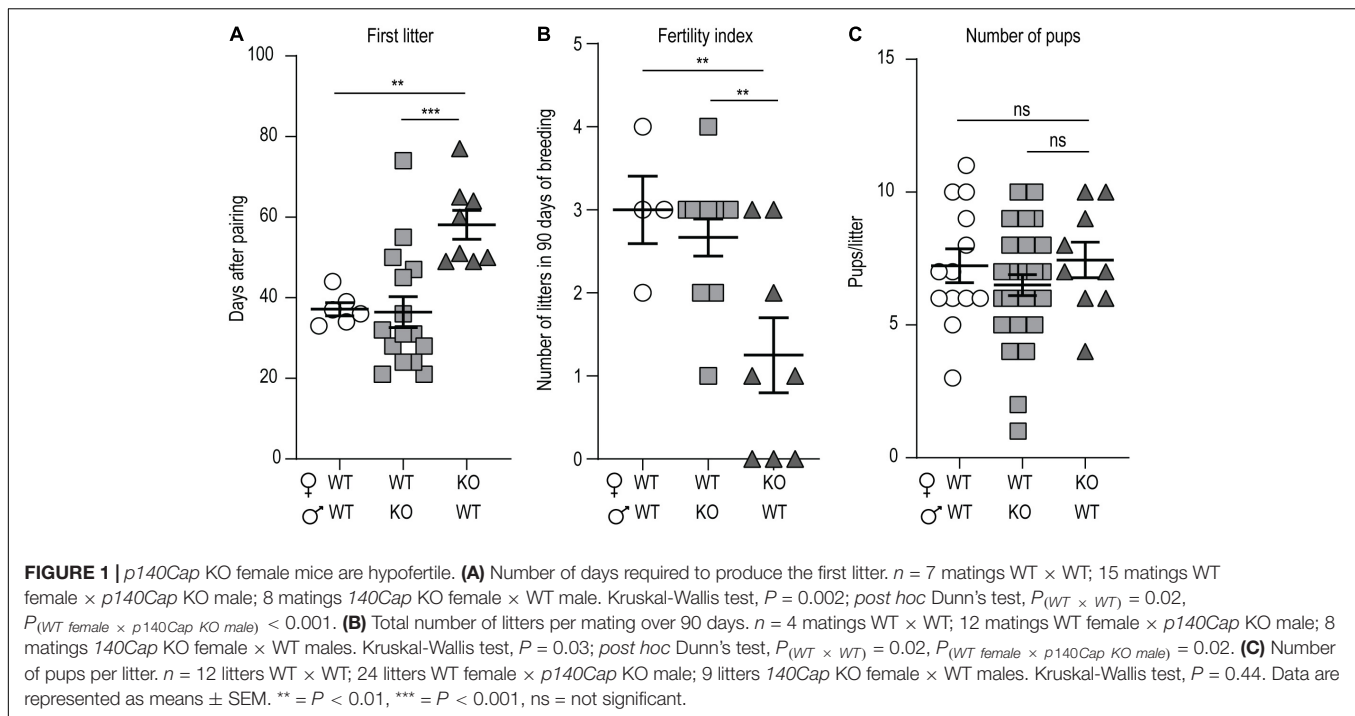 A
First litter
100
80
60
40
20
0
Days after pairing
**
***
♀ WT WT KO
♂ WT KO WT
B
Fertility index
5
4
3
2
1
0
Number of litters in 90 days of breeding
**
**
WT WT KO
WT KO WT
C
Number of pups
15
10
5
0
Pups/litter
ns
ns
♀ WT WT KO
♂ WT KO WT
FIGURE 1 | p140Cap KO female mice are hypofertile. (A) Number of days required to produce the first litter. n = 7 matings WT × WT; 15 matings WT
female × p140Cap KO male; 8 matings 140Cap KO female × WT male. Kruskal-Wallis test, P = 0.002; post hoc Dunn's test, P(WT × WT) = 0.02,
P(WT female × p140Cap KO male) < 0.001. (B) Total number of litters per mating over 90 days. n = 4 matings WT × WT; 12 matings WT female × p140Cap KO male; 8
matings 140Cap KO female × WT males. Kruskal-Wallis test, P = 0.03; post hoc Dunn's test, P(WT × WT) = 0.02, P(WT female × p140Cap KO male) = 0.02. (C) Number
of pups per litter. n = 12 litters WT × WT; 24 litters WT female × p140Cap KO male; 9 litters 140Cap KO female × WT males. Kruskal-Wallis test, P = 0.44. Data are
represented as means ± SEM. ** = P < 0.01, *** = P < 0.001, ns = not significant.